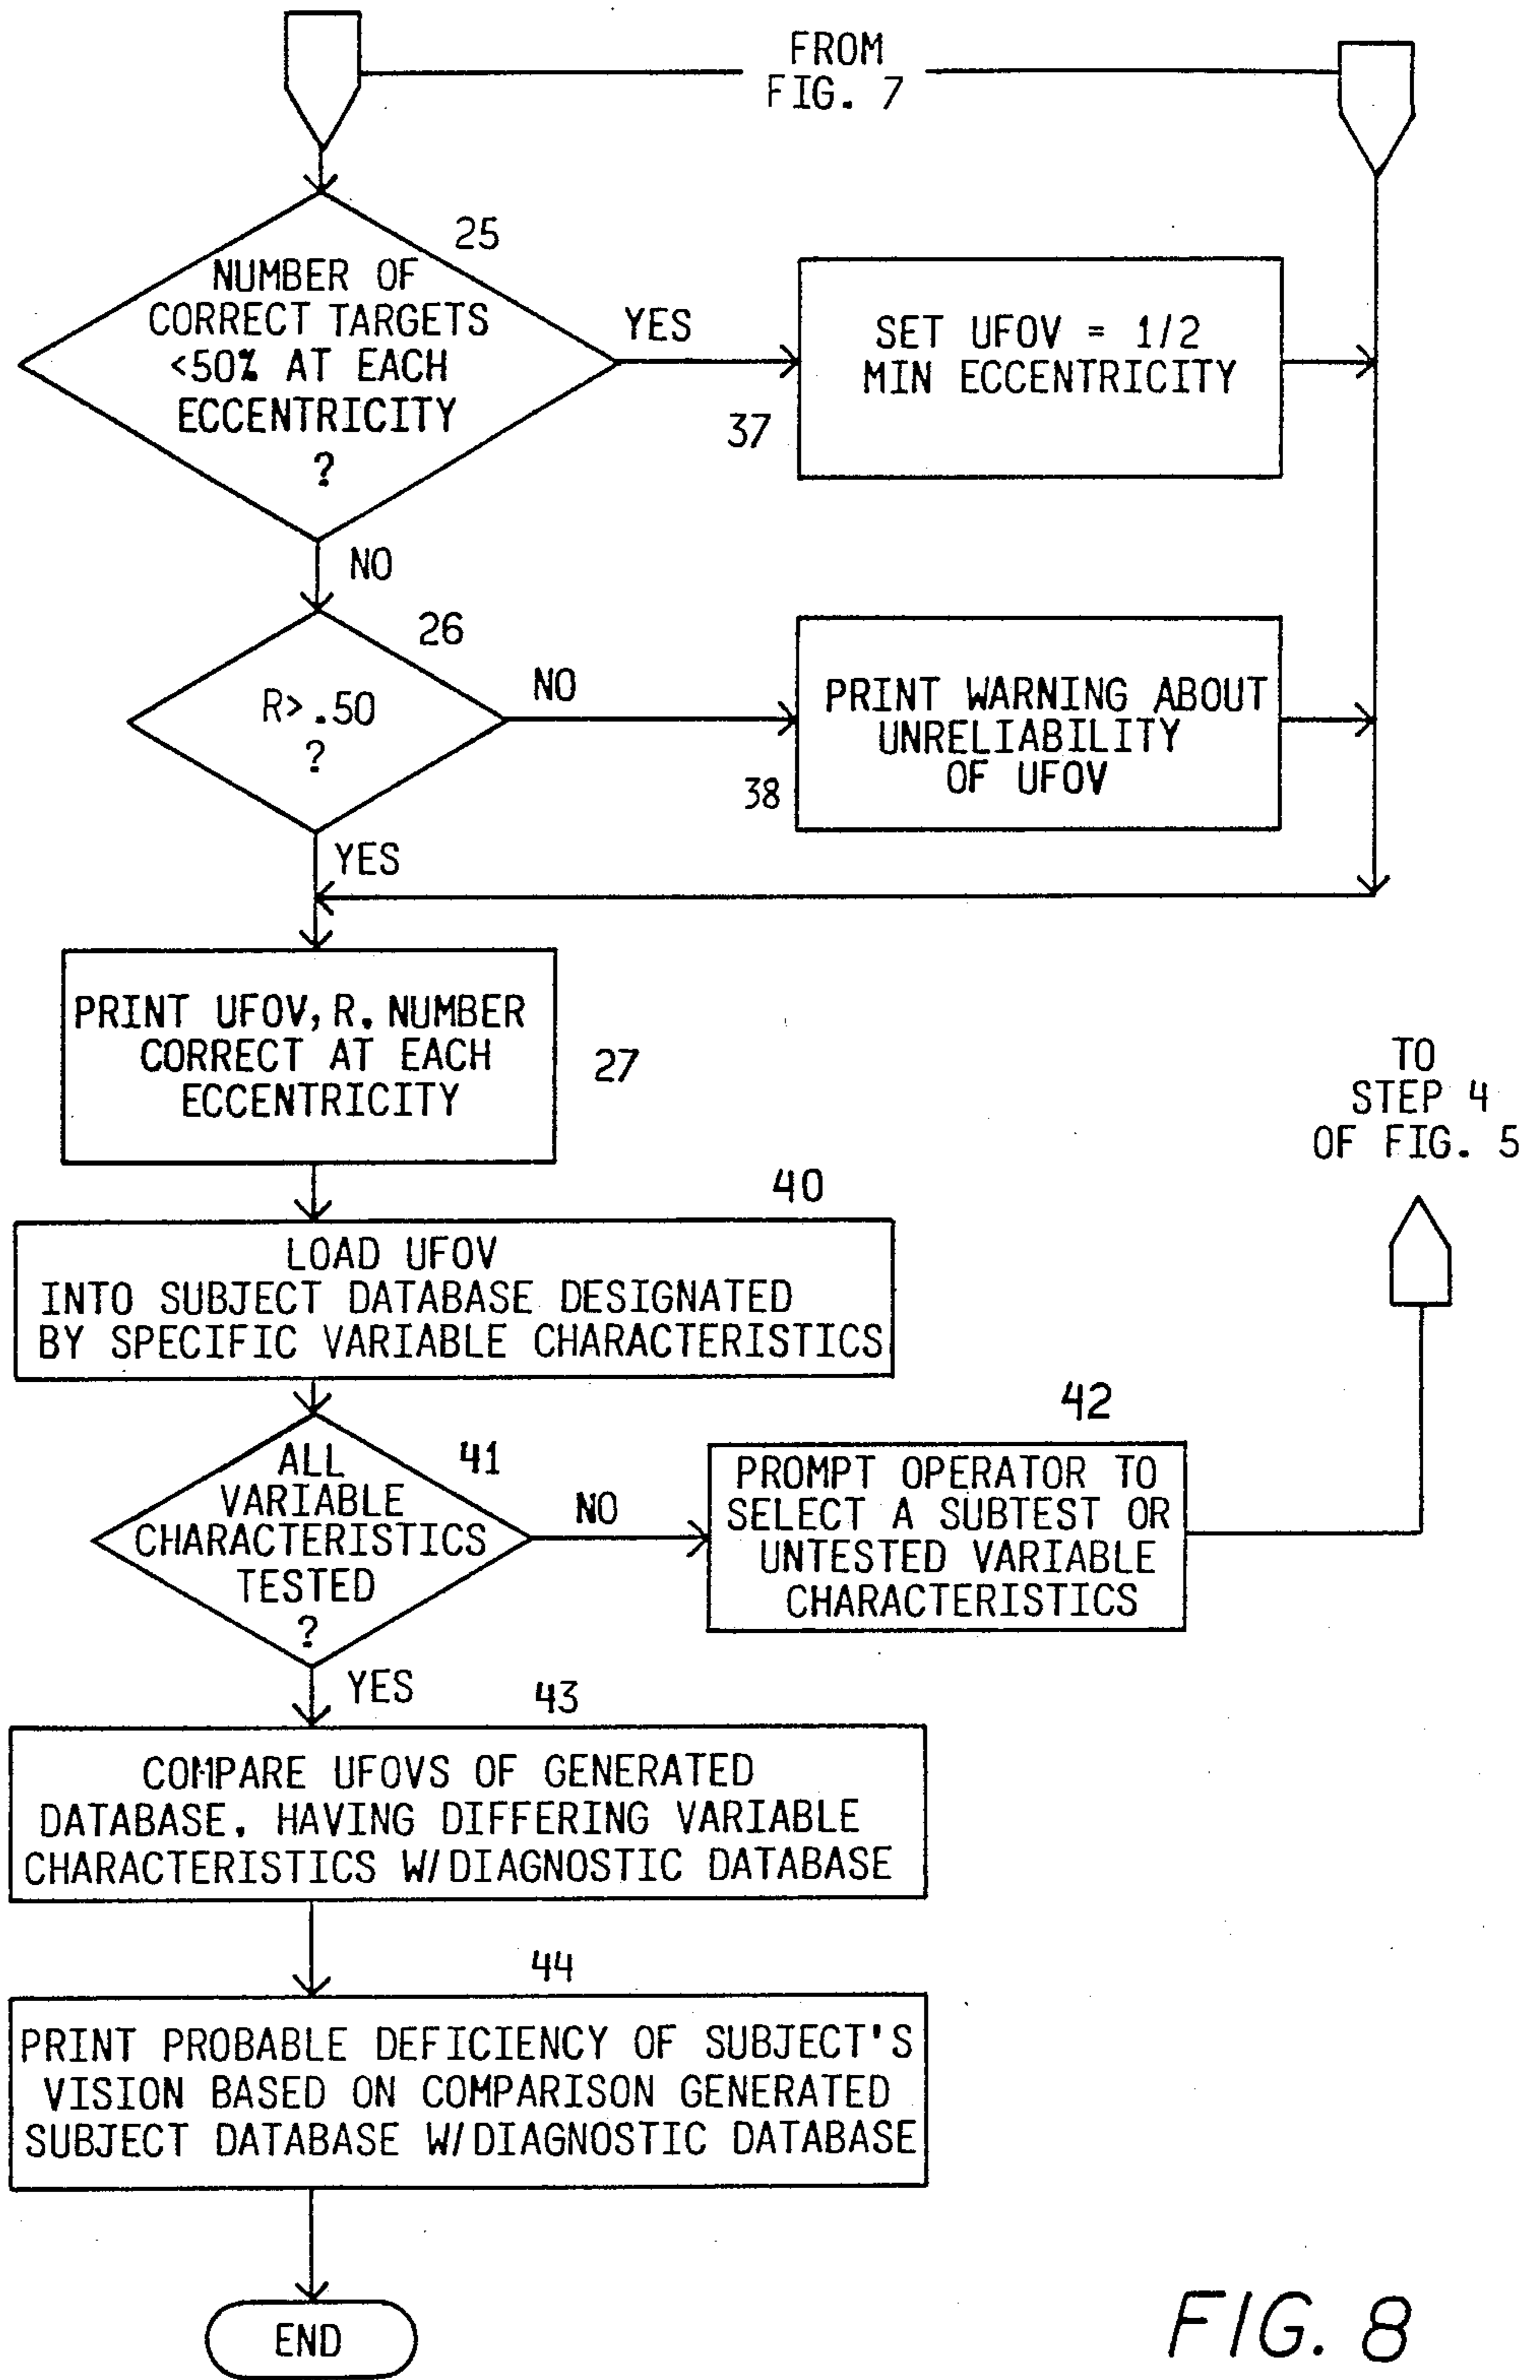 FROM
FIG. 7
25
NUMBER OF
CORRECT TARGETS
<50% AT EACH
ECCENTRICITY
?
YES
SET UFOV = 1/2
MIN ECCENTRICITY
37
NO
26
R>.50
?
NO
PRINT WARNING ABOUT
UNRELIABILITY
OF UFOV
38
YES
PRINT UFOV, R. NUMBER
CORRECT AT EACH
ECCENTRICITY
27
TO
STEP 4
OF FIG. 5
40
LOAD UFOV
INTO SUBJECT DATABASE DESIGNATED
BY SPECIFIC VARIABLE CHARACTERISTICS
41
ALL
VARIABLE
CHARACTERISTICS
TESTED
?
NO
42
PROMPT OPERATOR TO
SELECT A SUBTEST OR
UNTESTED VARIABLE
CHARACTERISTICS
YES
43
COMPARE UFOVS OF GENERATED
DATABASE. HAVING DIFFERING VARIABLE
CHARACTERISTICS W/DIAGNOSTIC DATABASE
44
PRINT PROBABLE DEFICIENCY OF SUBJECT'S
VISION BASED ON COMPARISON GENERATED
SUBJECT DATABASE W/DIAGNOSTIC DATABASE
END
FIG. 8